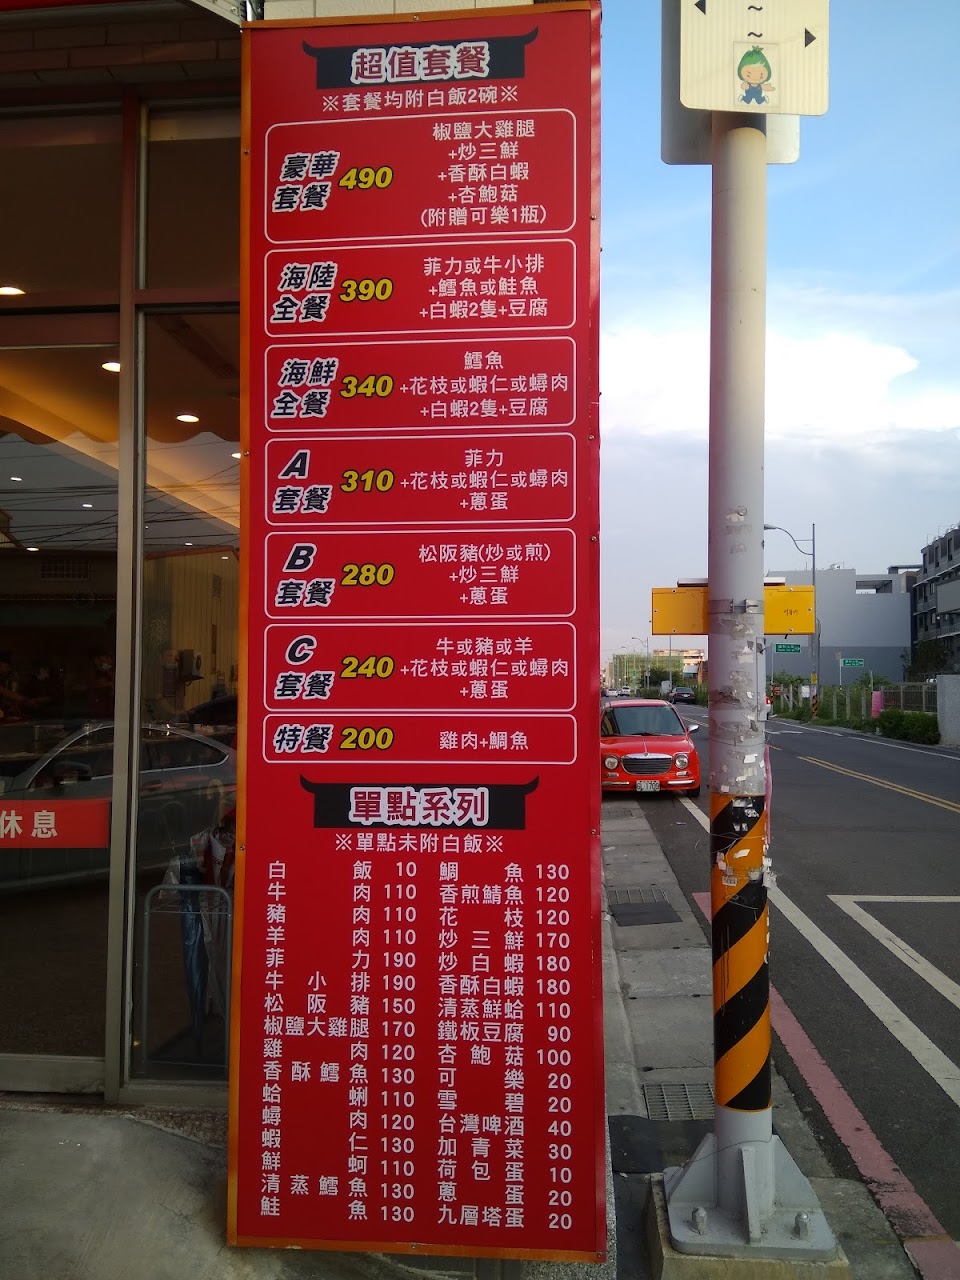 超值套餐
※套餐均附白飯2碗※
豪華套餐 490
椒鹽大雞腿
+炒三鮮
+香酥白蝦
+杏鮑菇
(附贈可樂1瓶)
海陸全餐 390
菲力或牛小排
+鱈魚或鮭魚
+白蝦2隻+豆腐
海鮮全餐 340
鱈魚
+花枝或蝦仁或蟳肉
+白蝦2隻+豆腐
A套餐 310
菲力
+花枝或蝦仁或蟳肉
+蔥蛋
B套餐 280
松阪豬(炒或煎)
+炒三鮮
+蔥蛋
C套餐 240
牛或豬或羊
+花枝或蝦仁或蟳肉
+蔥蛋
特餐 200
雞肉+鯛魚
單點系列
※單點未附白飯※
白飯 10
牛肉 110
豬肉 110
羊肉 110
菲力 190
牛小排 190
松阪豬 150
椒鹽大雞腿 170
雞肉 120
香酥鱈魚 130
蛤蜊 110
蟳肉 120
蝦仁 130
鮮蚵 110
清蒸鱈魚 130
鮭魚 130
鯛魚 130
香煎鯖魚 120
花枝 120
炒三鮮 170
炒白蝦 180
香酥白蝦 180
清蒸鮮蛤 110
鐵板豆腐 90
杏鮑菇 100
可樂 20
雪碧 20
台灣啤酒 40
加青菜 30
荷包蛋 10
蔥蛋 20
九層塔蛋 20
休息